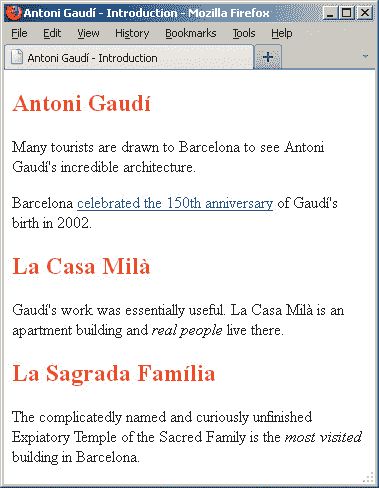 Antoni Gaudí - Introduction - Mozilla Firefox
File Edit View History Bookmarks Tools Help
Antoni Gaudí - Introduction
Antoni Gaudí
Many tourists are drawn to Barcelona to see Antoni
Gaudí's incredible architecture.
Barcelona celebrated the 150th anniversary of Gaudí's
birth in 2002.
La Casa Milà
Gaudí's work was essentially useful. La Casa Milà is an
apartment building and real people live there.
La Sagrada Família
The complicatedly named and curiously unfinished
Expiatory Temple of the Sacred Family is the most visited
building in Barcelona.